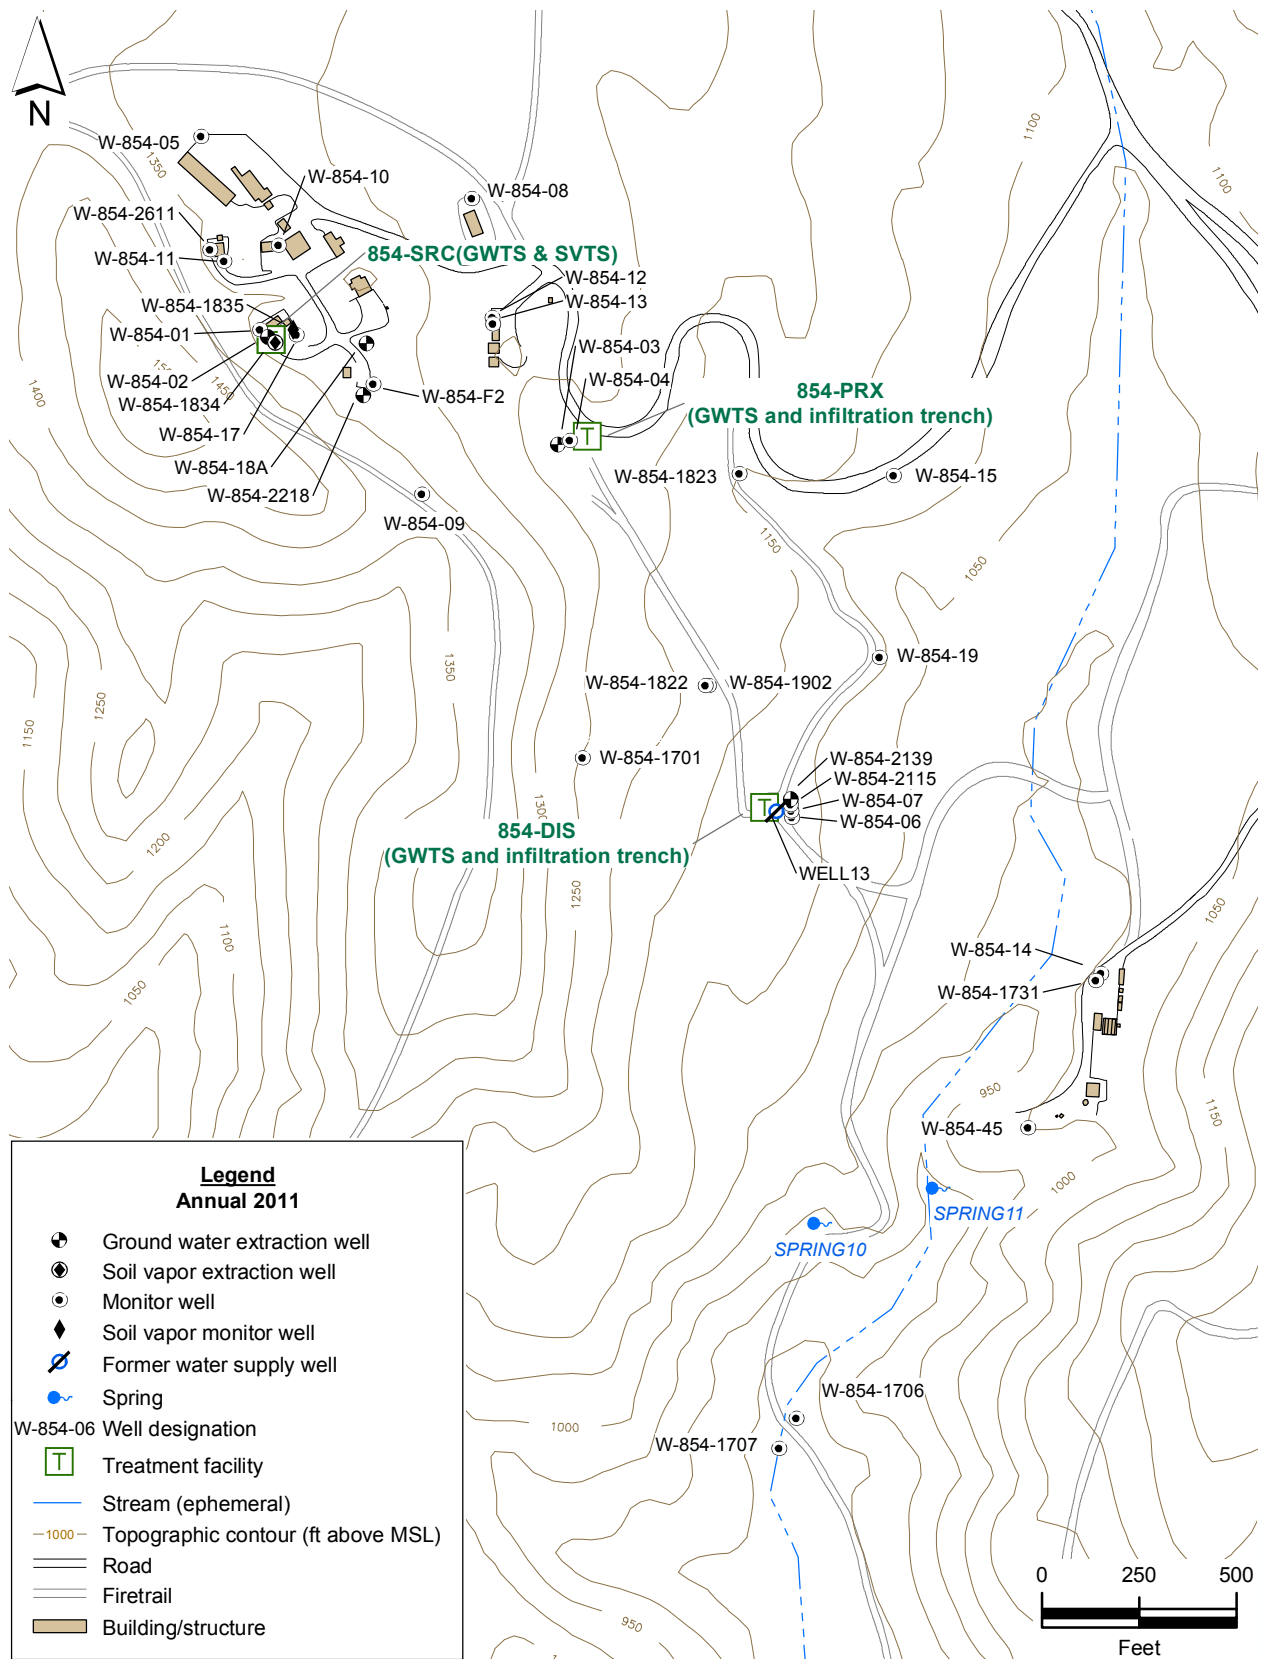 N
W-854-05
1350
W-854-10
W-854-08
W-854-2611
W-854-11
854-SRC(GWTS & SVTS)
W-854-12
W-854-13
W-854-1835
W-854-01
W-854-03
W-854-04
W-854-02
W-854-1834
W-854-F2
W-854-17
W-854-18A
W-854-2218
W-854-09
1400
1450
854-PRX
(GWTS and infiltration trench)
W-854-1823
W-854-15
1100
1100
1150
1050
W-854-19
W-854-1822
W-854-1902
W-854-1701
1350
1250
1150
1200
1300
W-854-2139
W-854-2115
W-854-07
W-854-06
T
T
854-DIS
(GWTS and infiltration trench)
WELL13
1250
1100
1050
1050
W-854-14
W-854-1731
950
1150
W-854-45
1000
SPRING11
SPRING10
W-854-1706
W-854-1707
1000
950
Legend
Annual 2011
Ground water extraction well
Soil vapor extraction well
Monitor well
Soil vapor monitor well
Former water supply well
Spring
W-854-06 Well designation
T Treatment facility
Stream (ephemeral)
1000 Topographic contour (ft above MSL)
Road
Firetrail
Building/structure
0 250 500
Feet